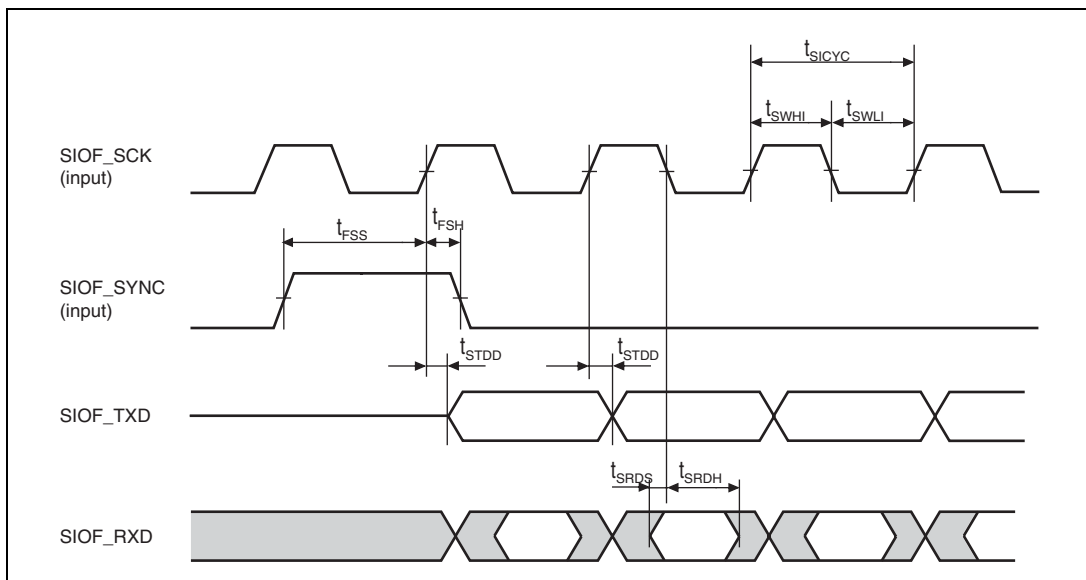 tSICYC
tSWHI tSWLI
SIOF_SCK
(input)
tFSS tFSH
SIOF_SYNC
(input)
tSTDD tSTDD
SIOF_TXD
tSRDS tSRDH
SIOF_RXD